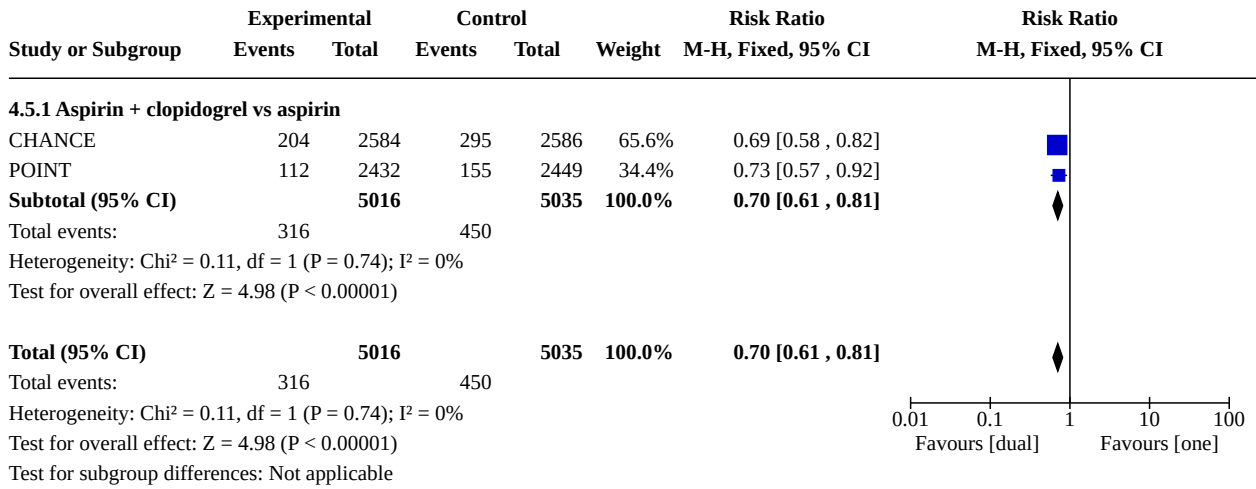 Experimental Control Risk Ratio Risk Ratio
Study or Subgroup Events Total Events Total Weight M-H, Fixed, 95% CI M-H, Fixed, 95% CI
4.5.1 Aspirin + clopidogrel vs aspirin
CHANCE 204 2584 295 2586 65.6% 0.69 [0.58 , 0.82]
POINT 112 2432 155 2449 34.4% 0.73 [0.57 , 0.92]
Subtotal (95% CI) 5016 5035 100.0% 0.70 [0.61 , 0.81]
Total events: 316 450
Heterogeneity: Chi² = 0.11, df = 1 (P = 0.74); I² = 0%
Test for overall effect: Z = 4.98 (P < 0.00001)
Total (95% CI) 5016 5035 100.0% 0.70 [0.61 , 0.81]
Total events: 316 450
Heterogeneity: Chi² = 0.11, df = 1 (P = 0.74); I² = 0%
0.01 0.1 1 10 100
Test for overall effect: Z = 4.98 (P < 0.00001)
Favours [dual] Favours [one]
Test for subgroup differences: Not applicable